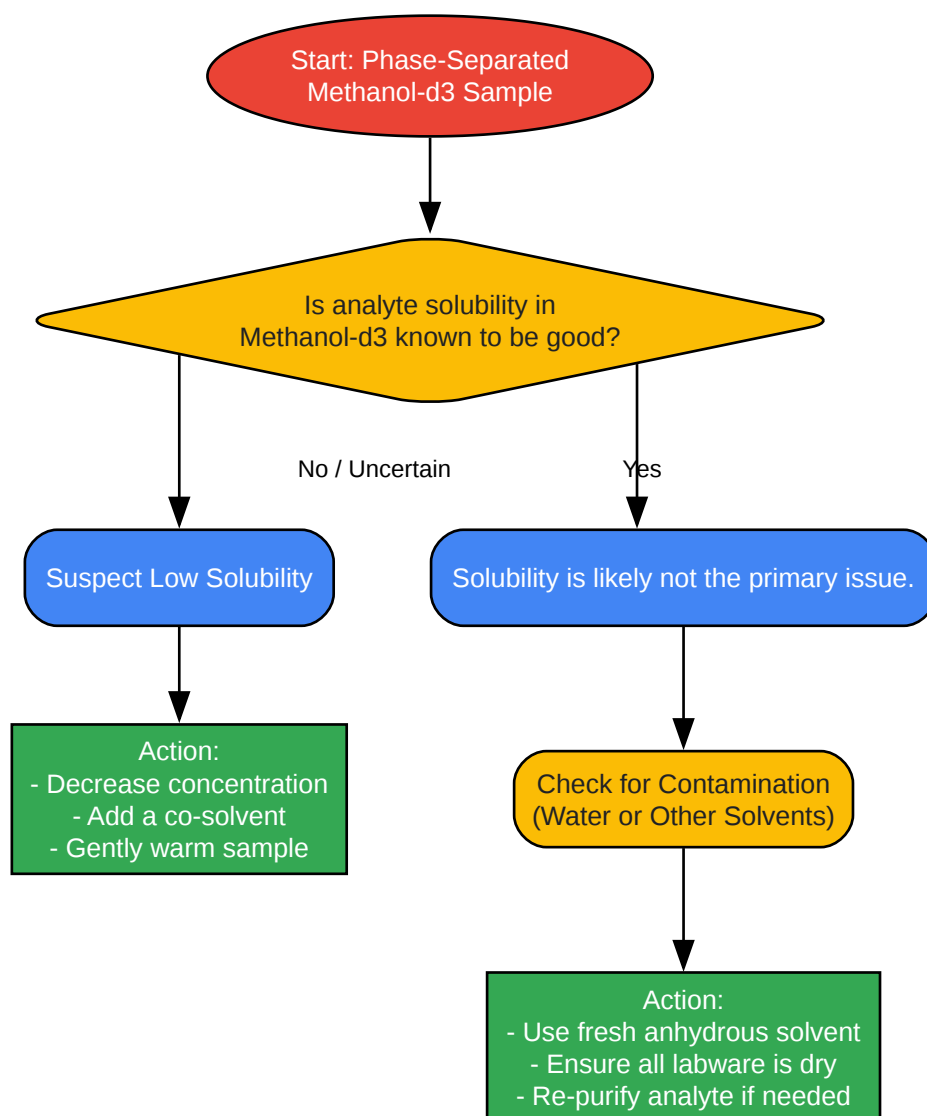 Start: Phase-Separated
Methanol-d3 Sample
Is analyte solubility in
Methanol-d3 known to be good?
No / Uncertain
Yes
Suspect Low Solubility
Solubility is likely not the primary issue.
Action:
- Decrease concentration
- Add a co-solvent
- Gently warm sample
Check for Contamination
(Water or Other Solvents)
Action:
- Use fresh anhydrous solvent
- Ensure all labware is dry
- Re-purify analyte if needed